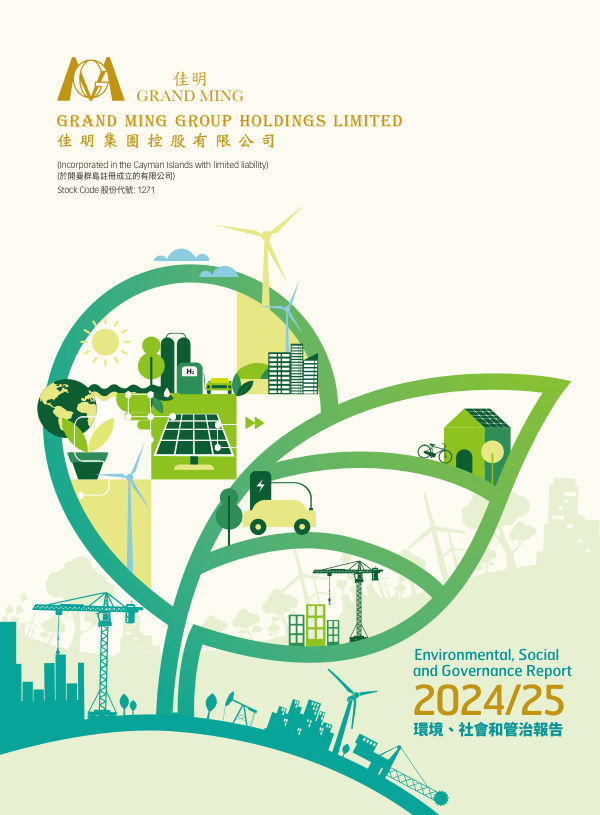 佳明
GRAND MING
GRAND MING GROUP HOLDINGS LIMITED
佳明集團控股有限公司
(Incorporated in the Cayman Islands with limited liability)
(於開曼群島註冊成立的有限公司)
Stock Code 股份代號: 1271
H₂
Environmental, Social
and Governance Report
2024/25
環境、社會和管治報告